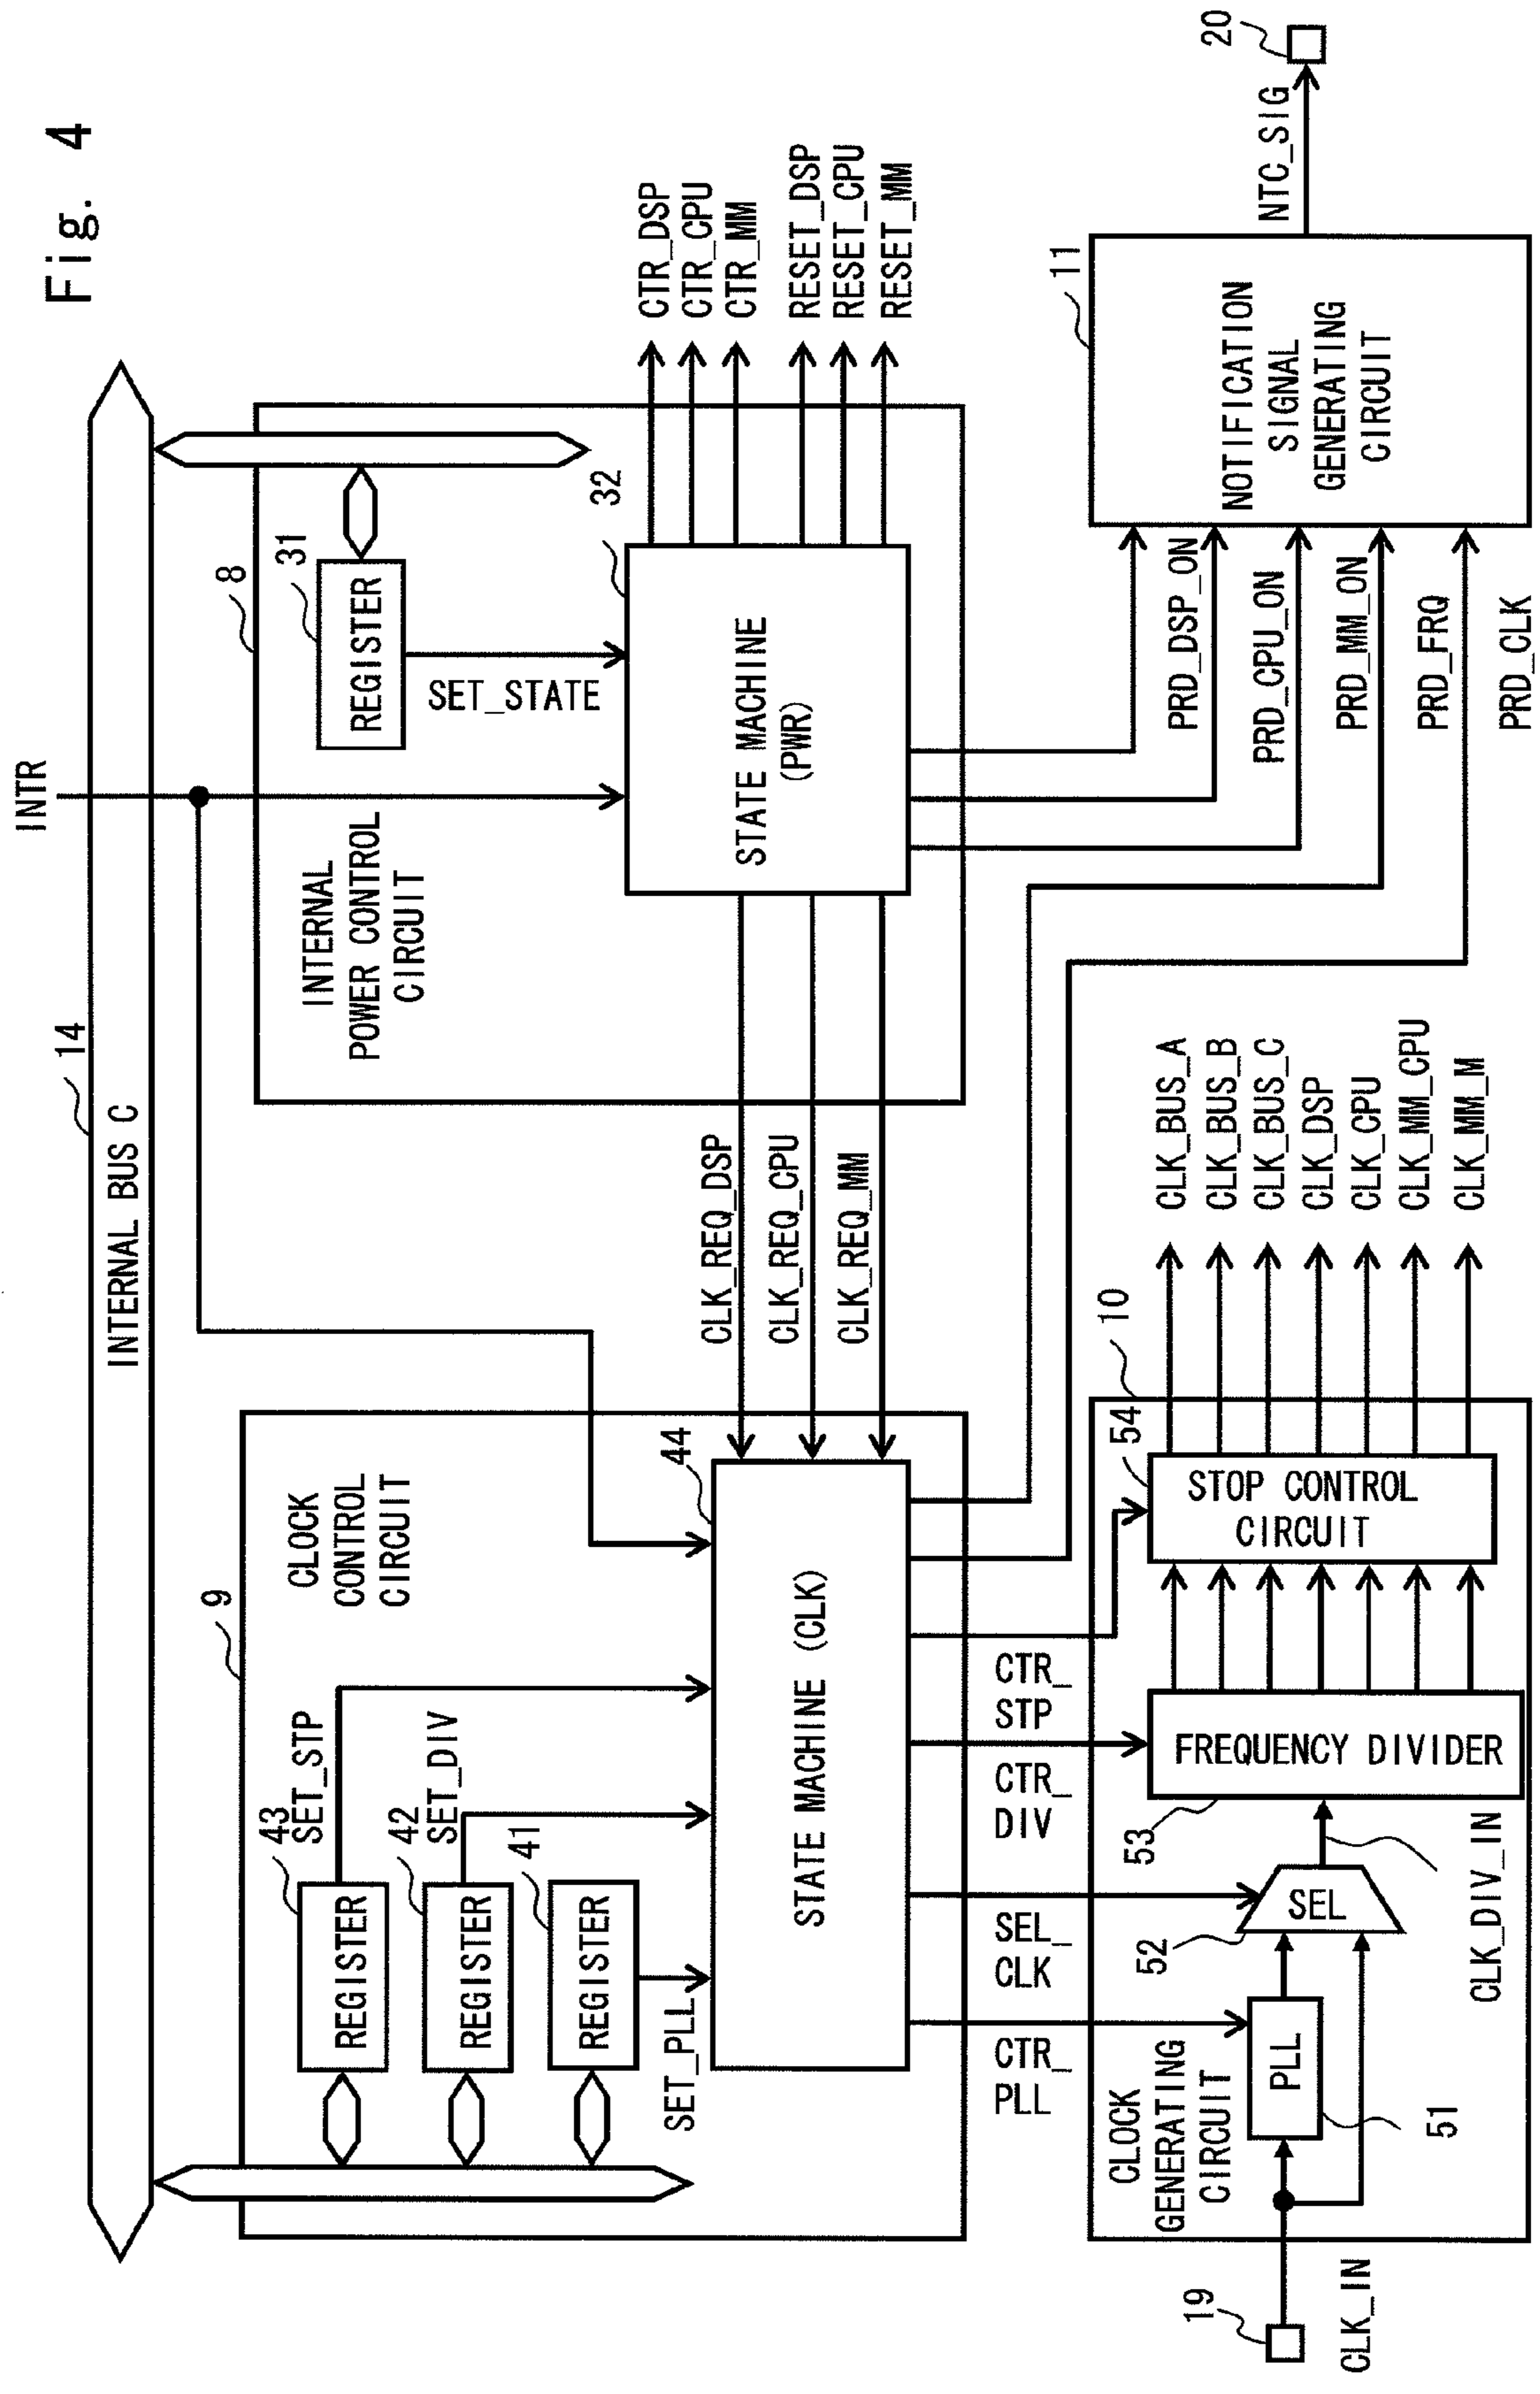 Fig. 4
INTR
14
INTERNAL BUS C
9
CLOCK
CONTROL
CIRCUIT
43
SET_STP
REGISTER
42
SET_DIV
REGISTER
41
REGISTER
SET_PLL
44
STATE MACHINE (CLK)
CLK_REQ_DSP
CLK_REQ_CPU
CLK_REQ_MM
8
INTERNAL
POWER CONTROL
CIRCUIT
31
REGISTER
SET_STATE
32
STATE MACHINE
(PWR)
CTR_DSP
CTR_CPU
CTR_MM
RESET_DSP
RESET_CPU
RESET_MM
CTR_
PLL
SEL_
CLK
CTR_
DIV
CTR_
STP
19
CLK_IN
CLOCK
GENERATING
CIRCUIT
PLL
51
52
SEL
CLK_DIV_IN
53
FREQUENCY DIVIDER
54
STOP CONTROL
CIRCUIT
10
CLK_BUS_A
CLK_BUS_B
CLK_BUS_C
CLK_DSP
CLK_CPU
CLK_MM_CPU
CLK_MM_M
PRD_DSP_ON
PRD_CPU_ON
PRD_MM_ON
PRD_FRQ
PRD_CLK
11
NOTIFICATION
SIGNAL
GENERATING
CIRCUIT
NTC_SIG
20